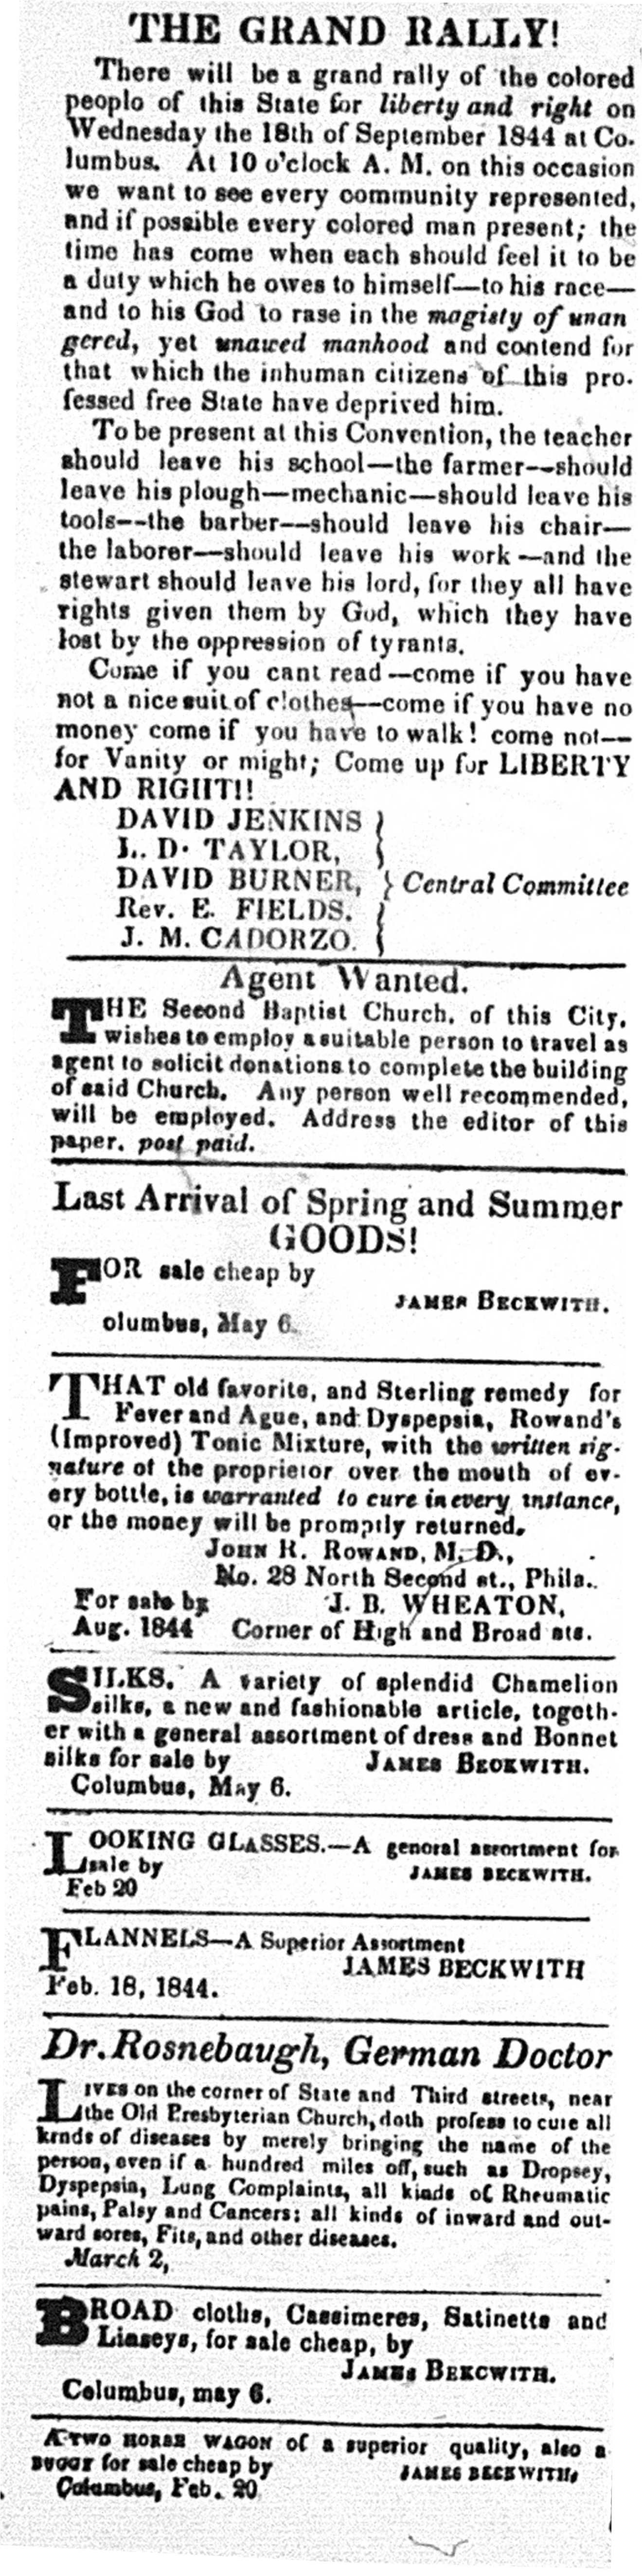 THE GRAND RALLY!
There will be a grand rally of the colored
peoplo of this State for liberty and right on
Wednesday the 18th of September 1844 at Co-
lumbus. At 10 o'clock A. M. on this occasion
we want to see every community represented,
and if possible every colored man present; the
time has come when each should feel it to be
a duty which he owes to himself—to his race—
and to his God to rase in the magisty of unan
gered, yet unawed manhood and contend for
that which the inhuman citizens of this pro-
fessed free State have deprived him.
To be present at this Convention, the teacher
should leave his school—the farmer--should
leave his plough—mechanic—should leave his
tools--the barber--should leave his chair—
the laborer—should leave his work—and the
stewart should leave his lord, for they all have
rights given them by God, which they have
lost by the oppression of tyrants.
Come if you cant read—come if you have
not a nice suit of clothes—come if you have no
money come if you have to walk! come not—
for Vanity or might; Come up for LIBERTY
AND RIGHT!!
DAVID JENKINS
L. D. TAYLOR,
DAVID BURNER, } Central Committee
Rev. E. FIELDS.
J. M. CADORZO.
Agent Wanted.
THE Second Baptist Church, of this City,
wishes to employ a suitable person to travel as
agent to solicit donations to complete the building
of said Church. Any person well recommended,
will be employed. Address the editor of this
paper. post paid.
Last Arrival of Spring and Summer
GOODS!
FOR sale cheap by
JAMES BECKWITH.
olumbus, May 6.
THAT old favorite, and Sterling remedy for
Fever and Ague, and Dyspepsia, Rowand's
(Improved) Tonic Mixture, with the written sig-
nature of the proprietor over the mouth of ev-
ery bottle, is warranted to cure in every instance,
or the money will be promptly returned.
JOHN R. ROWAND, M. D.,
No. 28 North Second st., Phila.
For sale by J. B. WHEATON,
Aug. 1844 Corner of High and Broad sts.
SILKS. A variety of splendid Chamelion
silks, a new and fashionable article, togeth-
er with a general assortment of dress and Bonnet
silks for sale by JAMES BECKWITH.
Columbus, May 6.
LOOKING GLASSES.—A general assortment for
sale by JAMES BECKWITH.
Feb 20
FLANNELS—A Superior Assortment
JAMES BECKWITH
Feb. 18, 1844.
Dr. Rosnebaugh, German Doctor
LIVES on the corner of State and Third streets, near
the Old Presbyterian Church, doth profess to cure all
krnds of diseases by merely bringing the name of the
person, even if a hundred miles off, such as Dropsey,
Dyspepsia, Lung Complaints, all kinds of Rheumatic
pains, Palsy and Cancers; all kinds of inward and out-
ward sores, Fits, and other diseases.
March 2,
BROAD cloths, Cassimeres, Satinetts and
Linseys, for sale cheap, by
JAMES BEKCWITH.
Columbus, may 6.
A TWO HORSE WAGON of a superior quality, also a
BUGGY for sale cheap by JAMES BECKWITH,
Columbus, Feb. 20